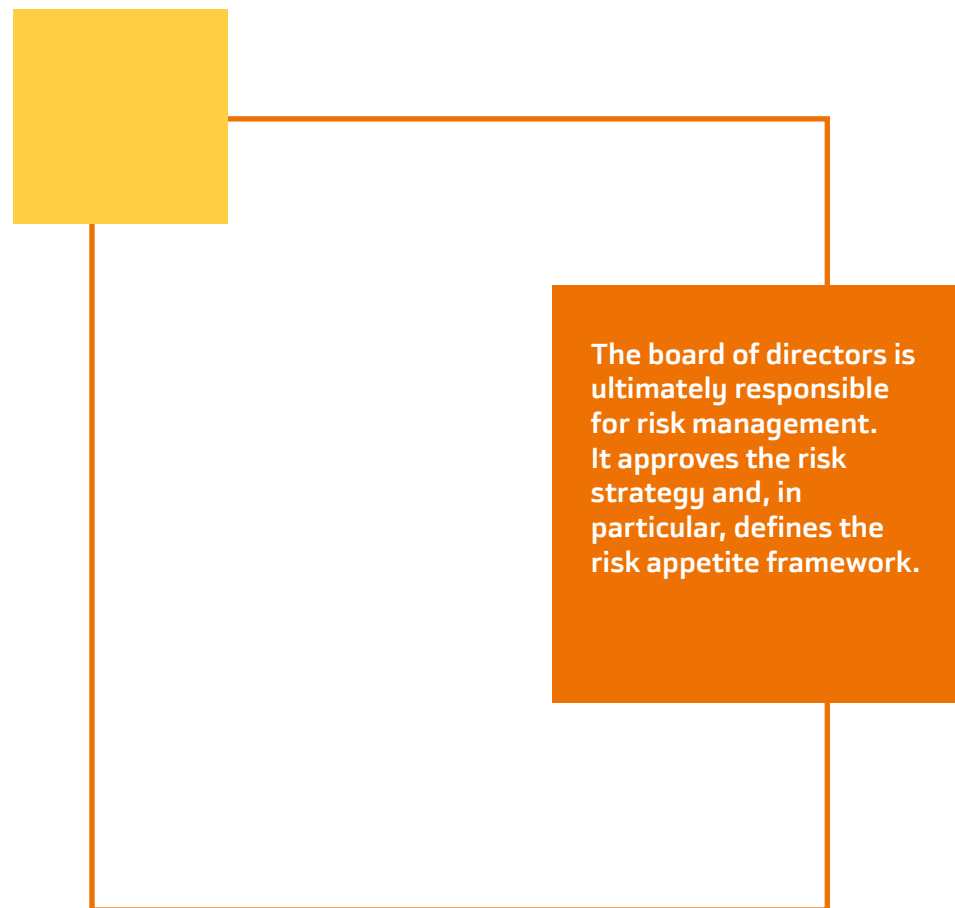 The board of directors is
ultimately responsible
for risk management.
It approves the risk
strategy and, in
particular, defines the
risk appetite framework.